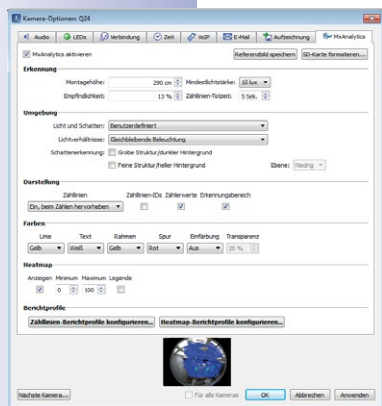 Kamera-Optionen: Q24
Audio LEDs Verbindung Zeit VoIP E-Mail Aufzeichnung MxAnalytics
MxAnalytics aktivieren Referenzbild speichern SD-Karte formatieren...
Erkennung
Montagehöhe: 290 cm Mindestlichtstärke: 10 lux
Empfindlichkeit: 13 % Zähllinien-Totzeit: 5 Sek.
Umgebung
Licht und Schatten: Benutzerdefiniert
Lichtverhältnisse: Gleichbleibende Beleuchtung
Schattenerkennung: Grobe Struktur/dunkler Hintergrund
Feine Struktur/heller Hintergrund Ebene: Niedrig
Darstellung
Zähllinien Zähllinien-IDs Zählerwerte Erkennungsbereich
Ein, beim Zählen hervorheben
Farben
Linie Text Rahmen Spur Einfärbung Transparenz
Gelb Weiß Gelb Rot Aus 20 %
Heatmap
Anzeigen Minimum Maximum Legende
0 100
Berichtprofile
Zähllinien-Berichtprofile konfigurieren... Heatmap-Berichtprofile konfigurieren...
Nächste Kamera... Für alle Kameras OK Abbrechen Anwenden